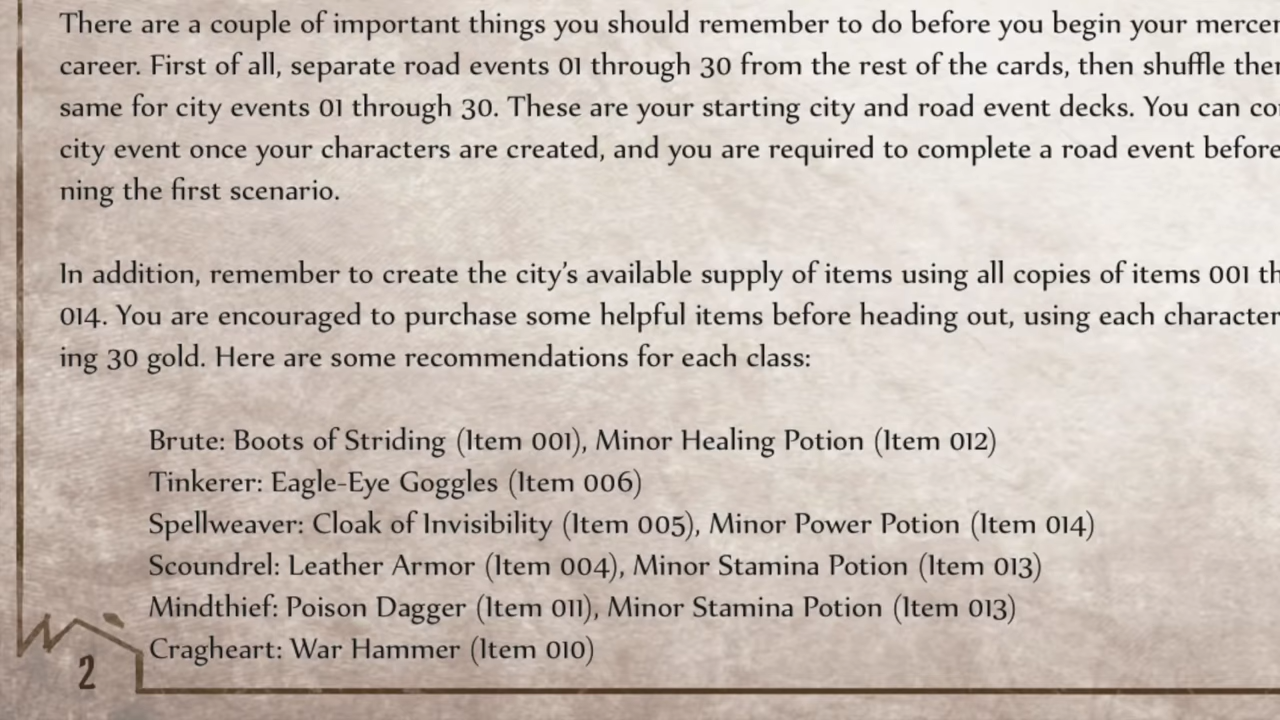 There are a couple of important things you should remember to do before you begin your mercen
career. First of all, separate road events 01 through 30 from the rest of the cards, then shuffle then
same for city events 01 through 30. These are your starting city and road event decks. You can co
city event once your characters are created, and you are required to complete a road event before
ning the first scenario.
In addition, remember to create the city's available supply of items using all copies of items 001 th
014. You are encouraged to purchase some helpful items before heading out, using each character
ing 30 gold. Here are some recommendations for each class:
Brute: Boots of Striding (Item 001), Minor Healing Potion (Item 012)
Tinkerer: Eagle-Eye Goggles (Item 006)
Spellweaver: Cloak of Invisibility (Item 005), Minor Power Potion (Item 014)
Scoundrel: Leather Armor (Item 004), Minor Stamina Potion (Item 013)
Mindthief: Poison Dagger (Item 011), Minor Stamina Potion (Item 013)
Cragheart: War Hammer (Item 010)
2